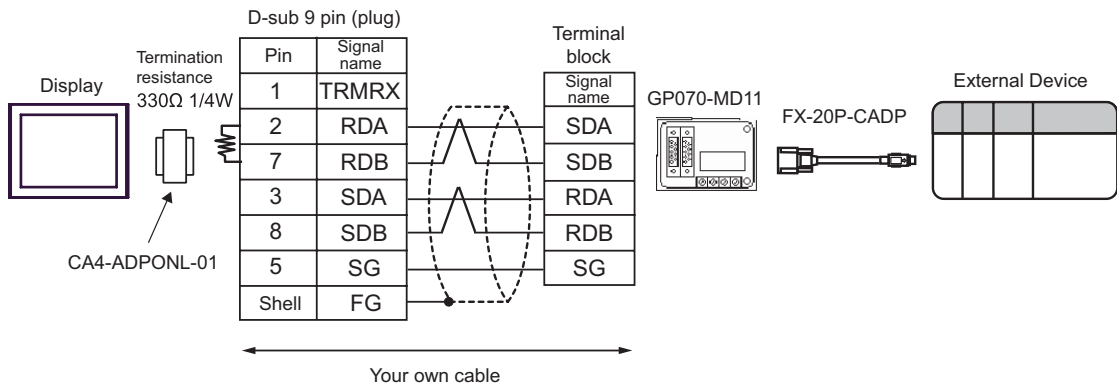 D-sub 9 pin (plug)
Display
Termination
resistance
330Ω 1/4W
CA4-ADPONL-01
Pin Signal name
1 TRMRX
2 RDA
7 RDB
3 SDA
8 SDB
5 SG
Shell FG
Terminal
block
Signal
name
SDA
SDB
RDA
RDB
SG
GP070-MD11
FX-20P-CADP
External Device
Your own cable